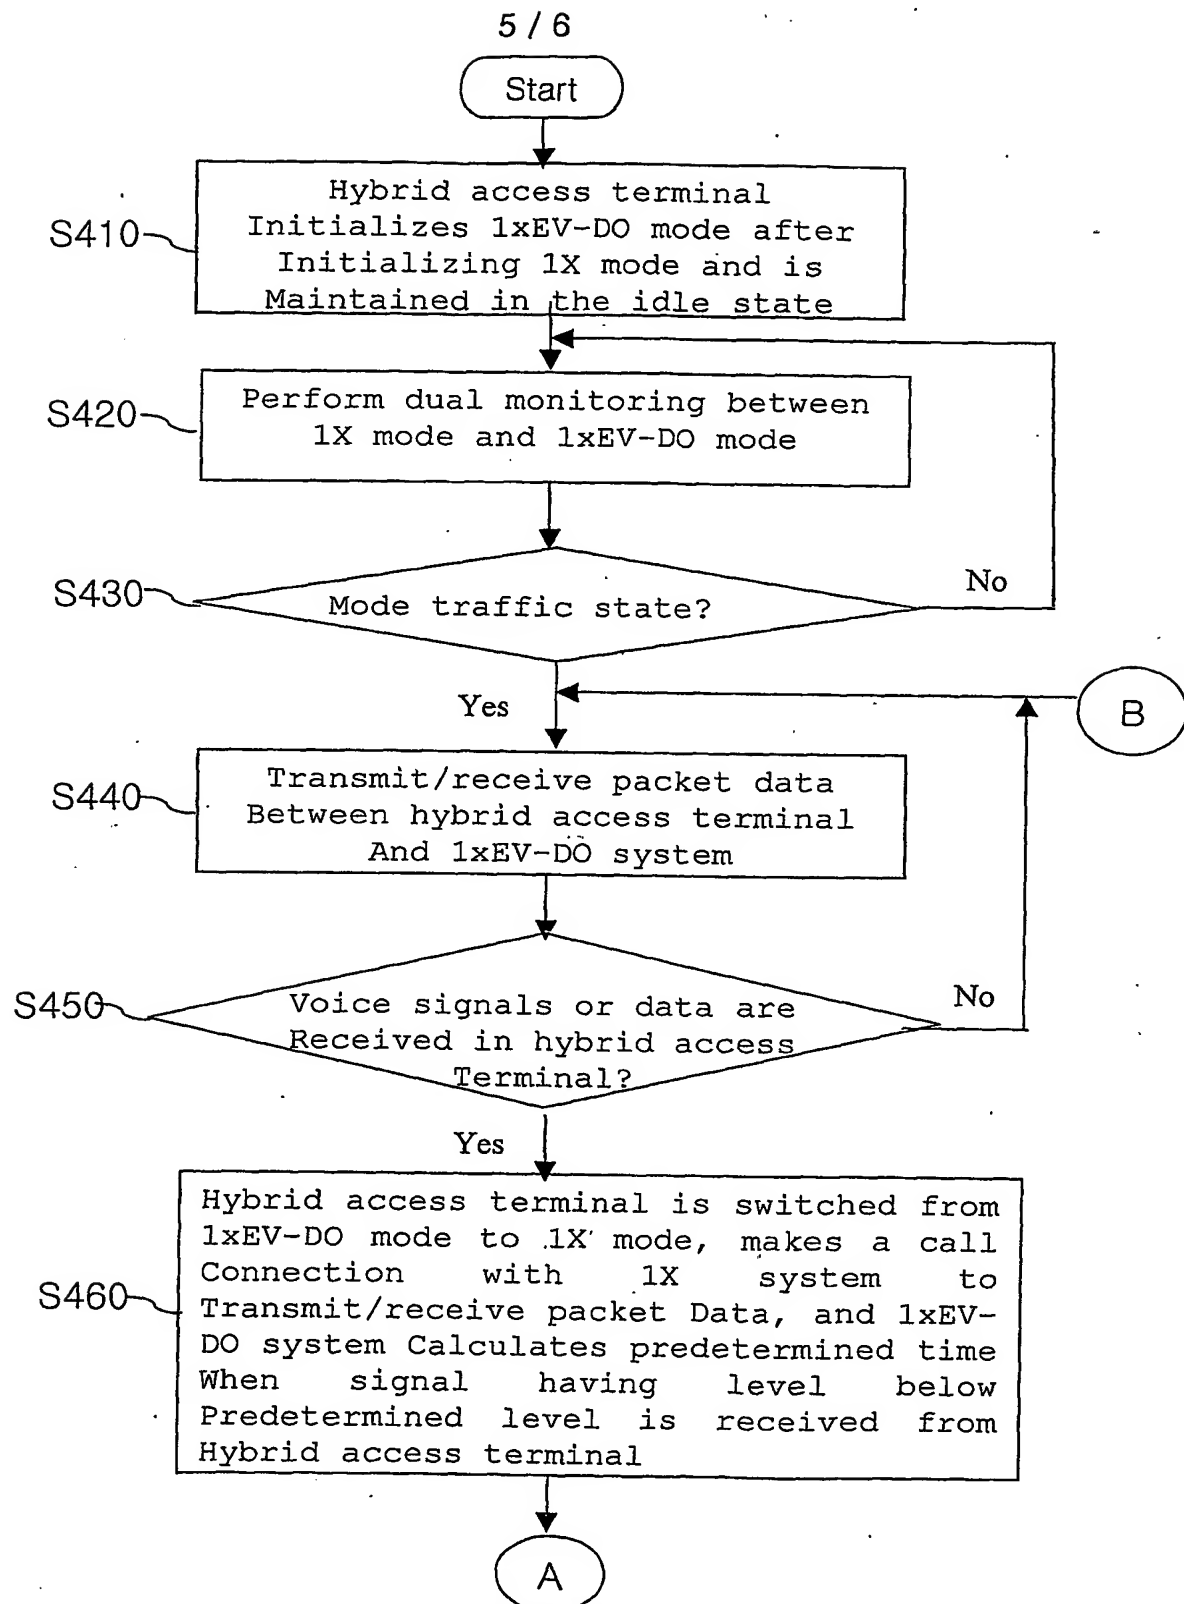 5 / 6
Start
S410
Hybrid access terminal
Initializes 1xEV-DO mode after
Initializing 1X mode and is
Maintained in the idle state
S420
Perform dual monitoring between
1X mode and 1xEV-DO mode
S430
Mode traffic state?
No
Yes
B
S440
Transmit/receive packet data
Between hybrid access terminal
And 1xEV-DO system
S450
Voice signals or data are
Received in hybrid access
Terminal?
No
Yes
S460
Hybrid access terminal is switched from
1xEV-DO mode to 1X mode, makes a call
Connection with 1X system to
Transmit/receive packet Data, and 1xEV-
DO system Calculates predetermined time
When signal having level below
Predetermined level is received from
Hybrid access terminal
A